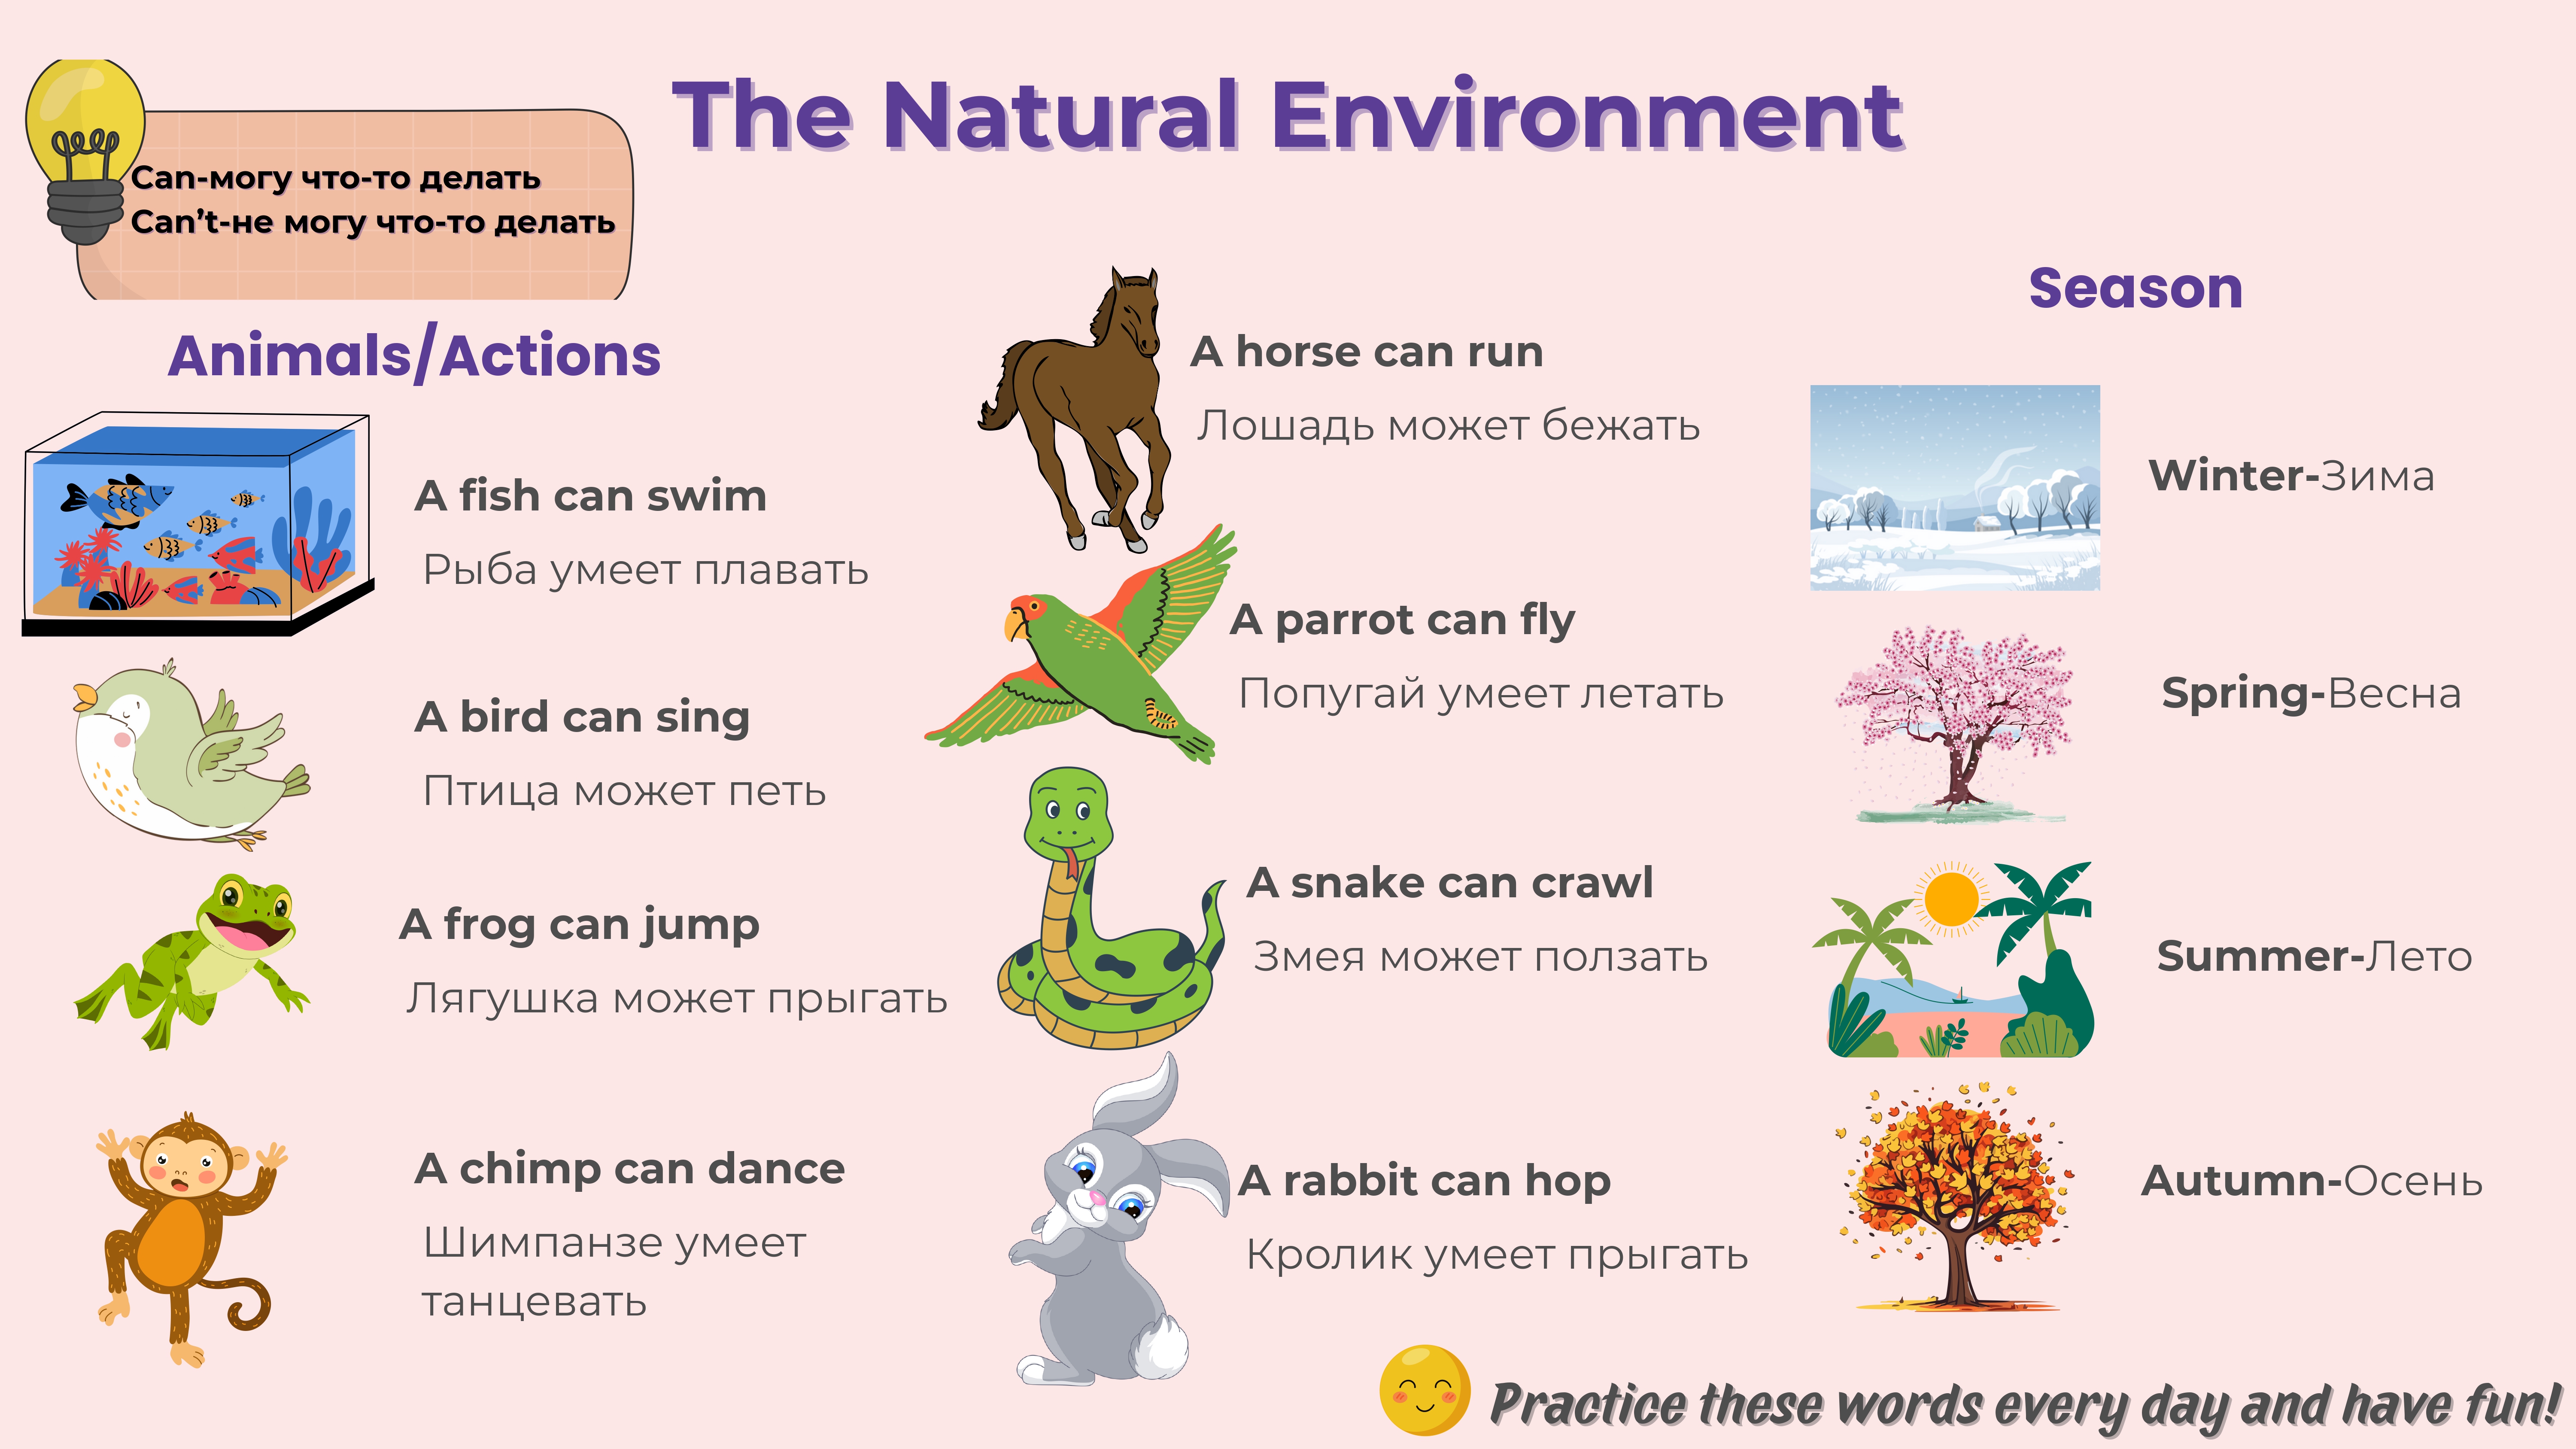 The Natural Environment
Can-могу что-то делать
Can’t-не могу что-то делать
Animals/Actions
A fish can swim
Рыба умеет плавать
A bird can sing
Птица может петь
A frog can jump
Лягушка может прыгать
A chimp can dance
Шимпанзе умеет
танцевать
A horse can run
Лошадь может бежать
A parrot can fly
Попугай умеет летать
A snake can crawl
Змея может ползать
A rabbit can hop
Кролик умеет прыгать
Season
Winter-Зима
Spring-Весна
Summer-Лето
Autumn-Осень
Practice these words every day and have fun!